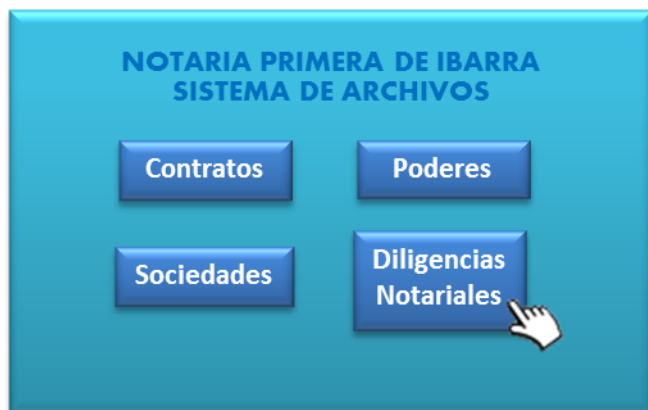 NOTARIA PRIMERA DE IBARRA
SISTEMA DE ARCHIVOS
Contratos
Poderes
Sociedades
Diligencias
Notariales